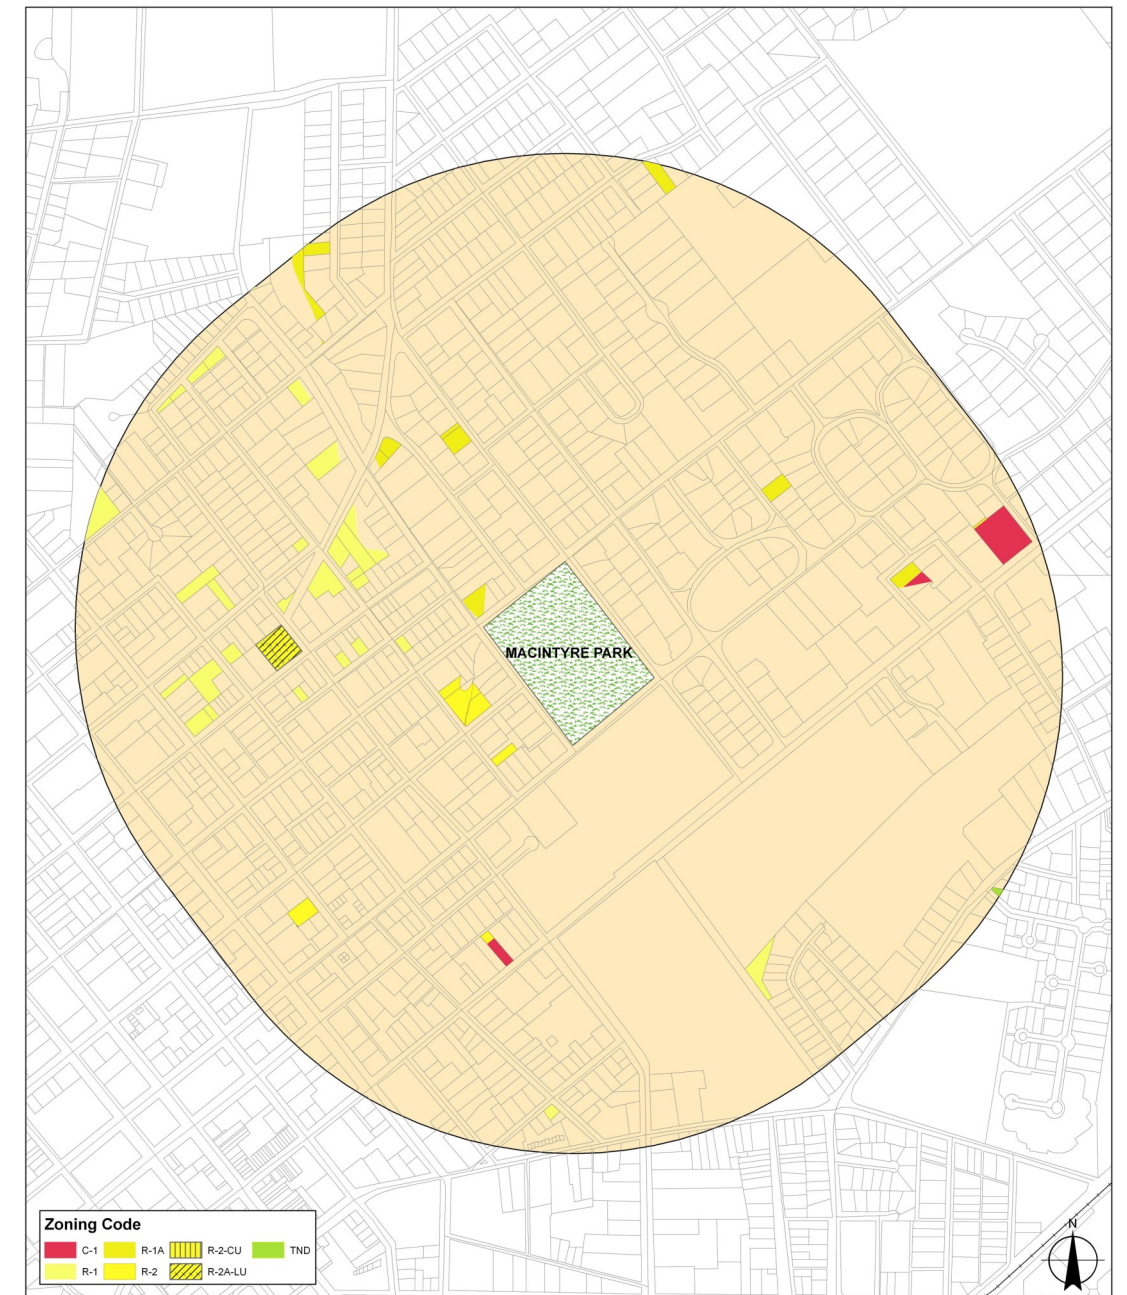 MACINTYRE PARK
Zoning Code
C-1 R-1A R-2-CU TND
R-1 R-2 R-2A-LU
N